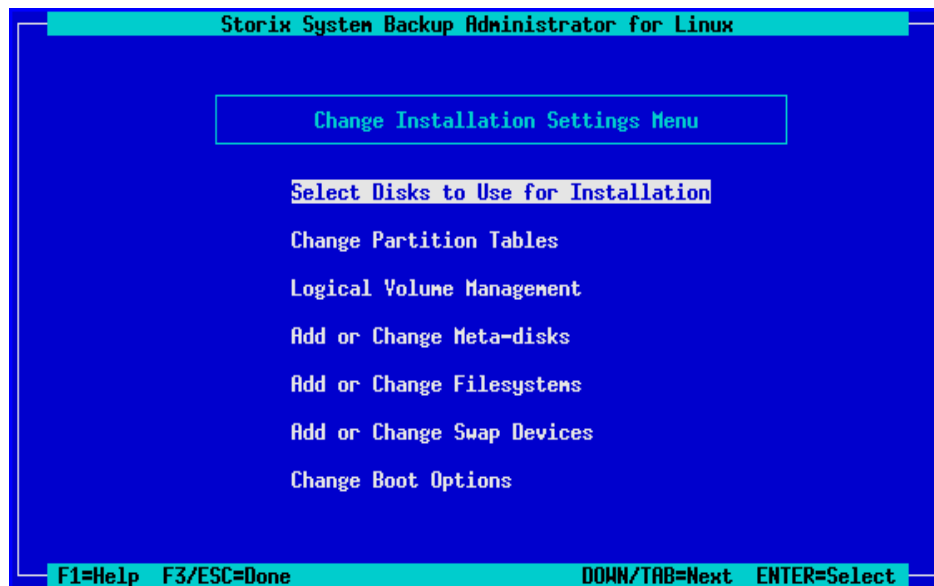 Storix System Backup Administrator for Linux
Change Installation Settings Menu
Select Disks to Use for Installation
Change Partition Tables
Logical Volume Management
Add or Change Meta-disks
Add or Change Filesystems
Add or Change Swap Devices
Change Boot Options
F1=Help F3/ESC=Done DOWN/TAB=Next ENTER=Select